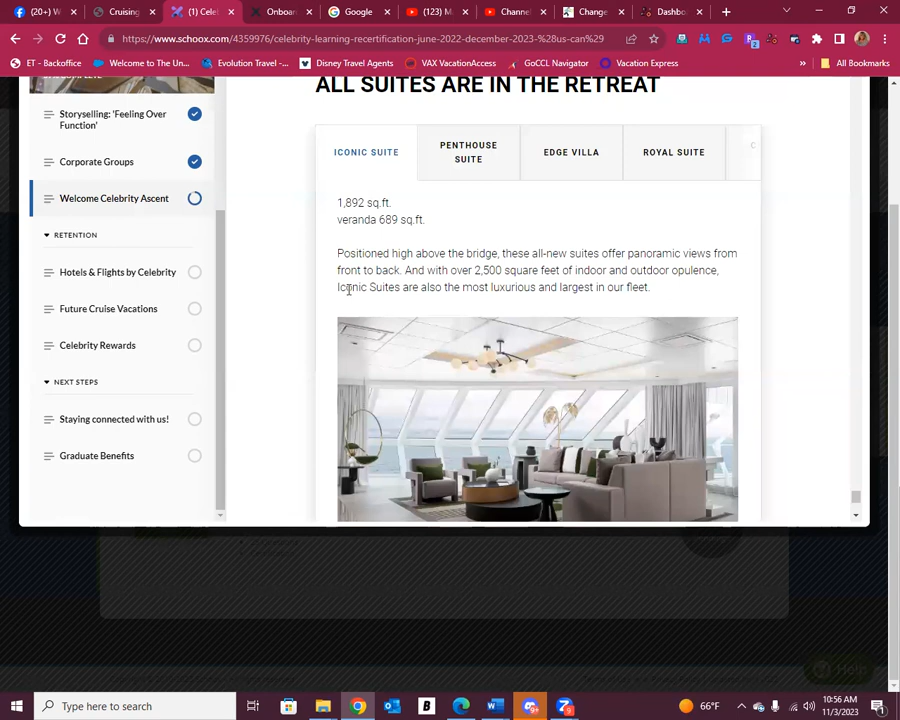 (20+) W
Cruising
(1) Cele
Onboar
Google
(123) M
Channel
Change
Dashbo
https://www.schoox.com/4359976/celebrity-learning-recertification-june-2022-december-2023-%28us-can%29
ET - Backoffice
Welcome to The Un...
Evolution Travel -...
Disney Travel Agents
VAX VacationAccess
GoCCL Navigator
Vacation Express
»
All Bookmarks
ALL SUITES ARE IN THE RETREAT
Storyselling: 'Feeling Over
Function'
Corporate Groups
Welcome Celebrity Ascent
RETENTION
Hotels & Flights by Celebrity
Future Cruise Vacations
Celebrity Rewards
NEXT STEPS
Staying connected with us!
Graduate Benefits
ICONIC SUITE
PENTHOUSE
SUITE
EDGE VILLA
ROYAL SUITE
C
1,892 sq.ft.
veranda 689 sq.ft.
Positioned high above the bridge, these all-new suites offer panoramic views from
front to back. And with over 2,500 square feet of indoor and outdoor opulence,
Iconic Suites are also the most luxurious and largest in our fleet.
Help
Type here to search
66°F
10:56 AM
11/3/2023